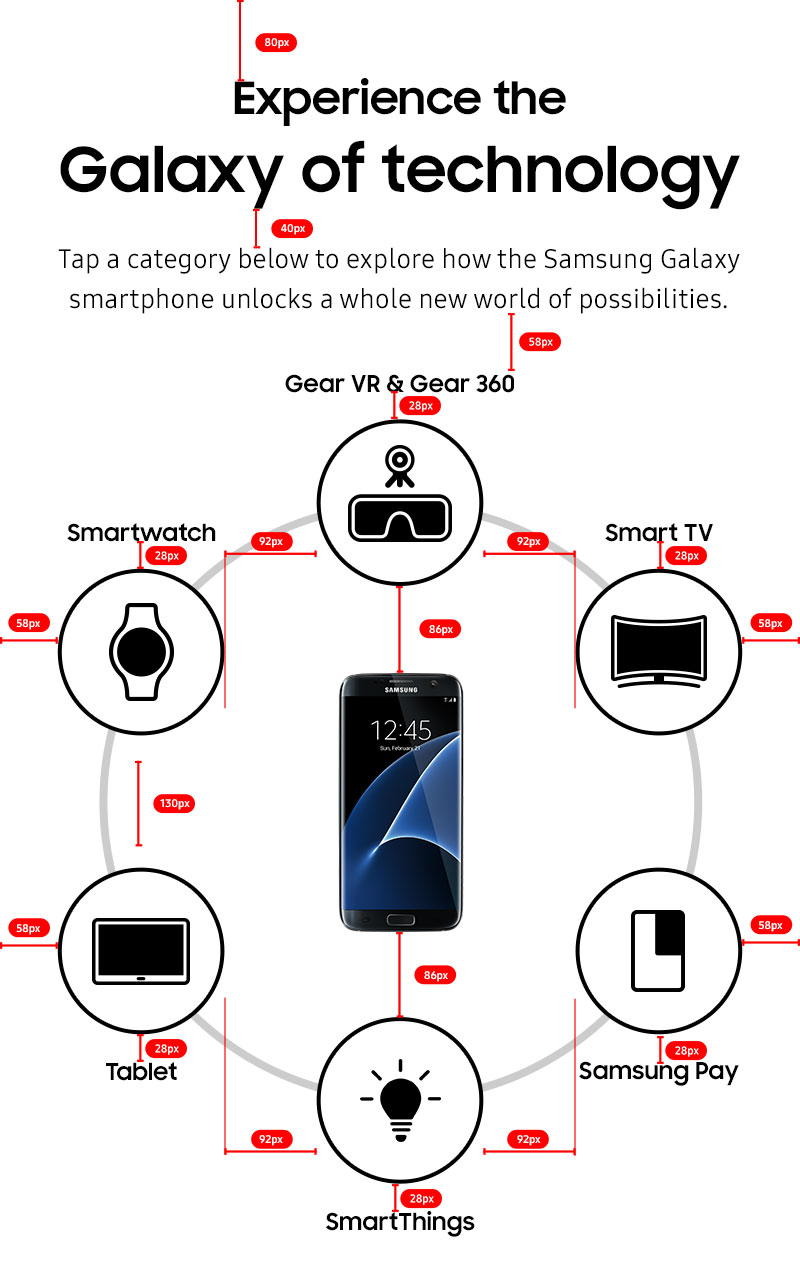 80px
Experience the
Galaxy of technology
40px
Tap a category below to explore how the Samsung Galaxy
smartphone unlocks a whole new world of possibilities.
58px
Gear VR & Gear 360
28px
Smartwatch
92px
92px
Smart TV
28px
28px
58px
86px
58px
SAMSUNG
12:45
Sun, February 21
130px
58px
58px
86px
28px
28px
Tablet
Samsung Pay
92px
92px
28px
SmartThings